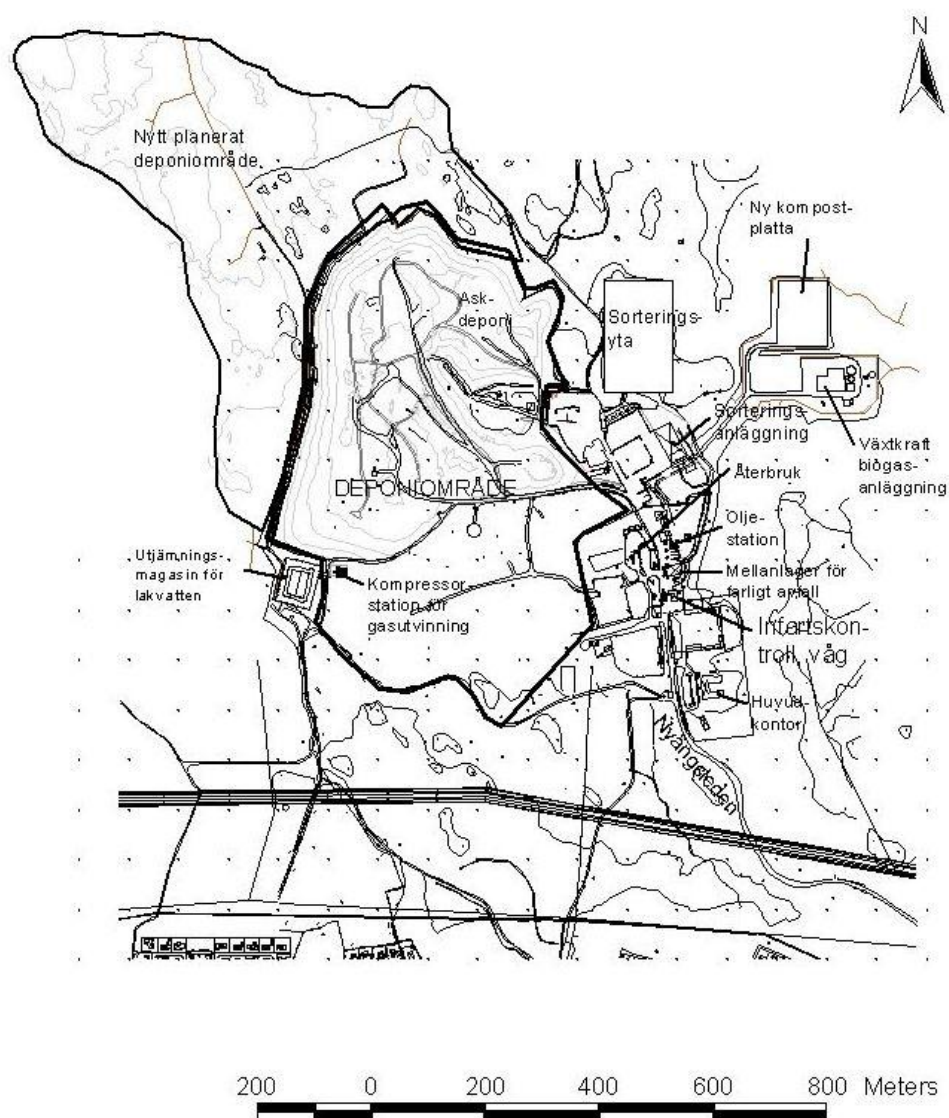 N
Nytt planerat
deponiområde
Ny kompost-
platta
Ask-
deponi
Sorterings-
yta
Sorterings-
anläggning
Växtkraft
biogas-
anläggning
Återbruk
DEPONIOMRÅDE
Olje-
station
Utjämnings-
magasin för
lakvatten
Kompressor-
station för
gasutvinning
Mellanlager för
farligt avfall
Infartskon-
troll, våg
Huvud-
kontor
Nyängsleden
200 0 200 400 600 800 Meters